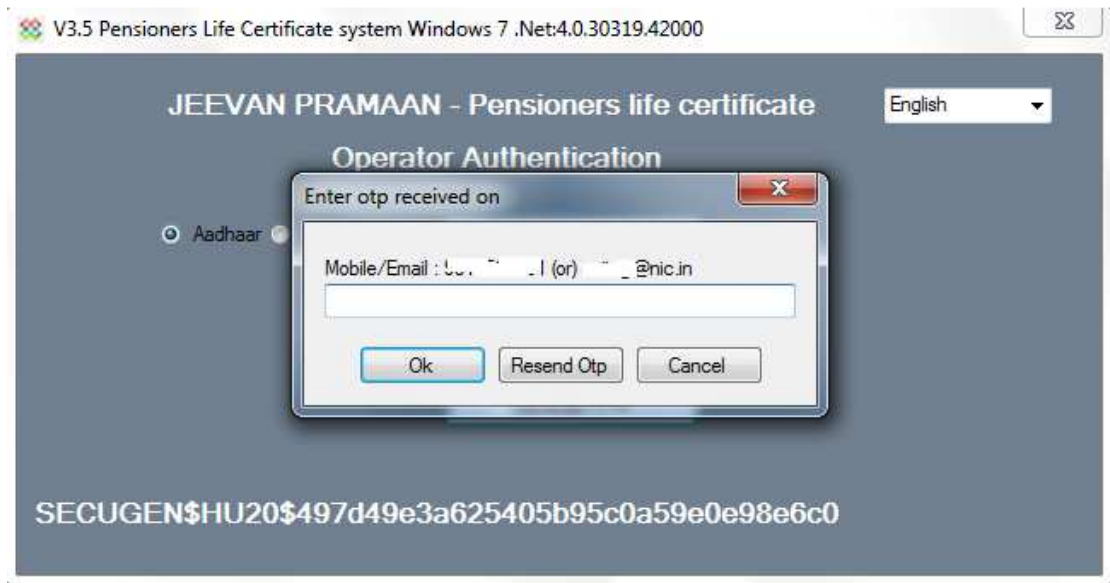 V3.5 Pensioners Life Certificate system Windows 7 .Net:4.0.30319.42000
JEEVAN PRAMAAN - Pensioners life certificate
English
Operator Authentication
Enter otp received on
Aadhaar
Mobile/Email : (or) @nic.in
Ok
Resend Otp
Cancel
SECUGEN$HU20$497d49e3a625405b95c0a59e0e98e6c0